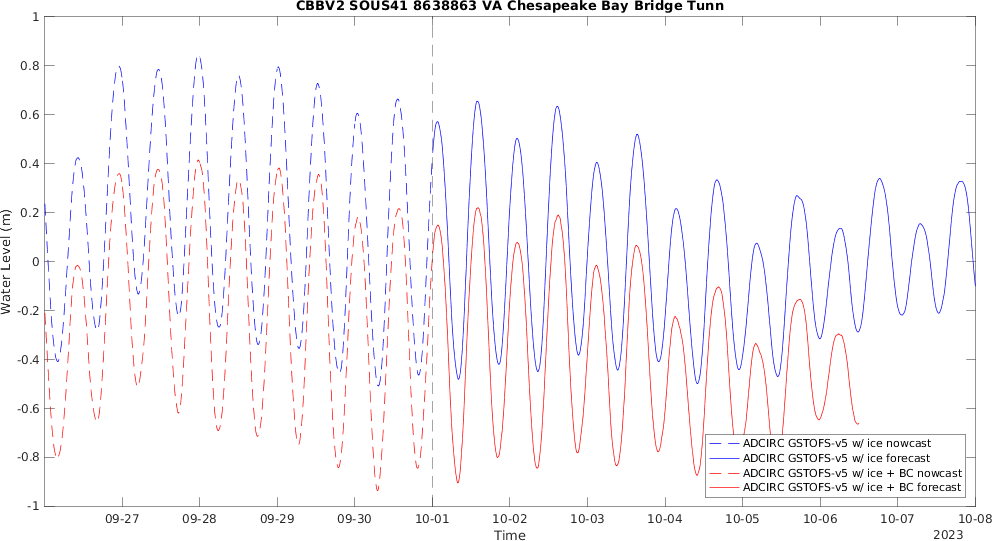 CBBV2 SOUS41 8638863 VA Chesapeake Bay Bridge Tunn
Water Level (m)
1
0.8
0.6
0.4
0.2
0
-0.2
-0.4
-0.6
-0.8
-1
09-27 09-28 09-29 09-30 10-01 10-02 10-03 10-04 10-05 10-06 10-07 10-08
Time
2023
ADCIRC GSTOFS-v5 w/ ice nowcast
ADCIRC GSTOFS-v5 w/ ice forecast
ADCIRC GSTOFS-v5 w/ ice + BC nowcast
ADCIRC GSTOFS-v5 w/ ice + BC forecast